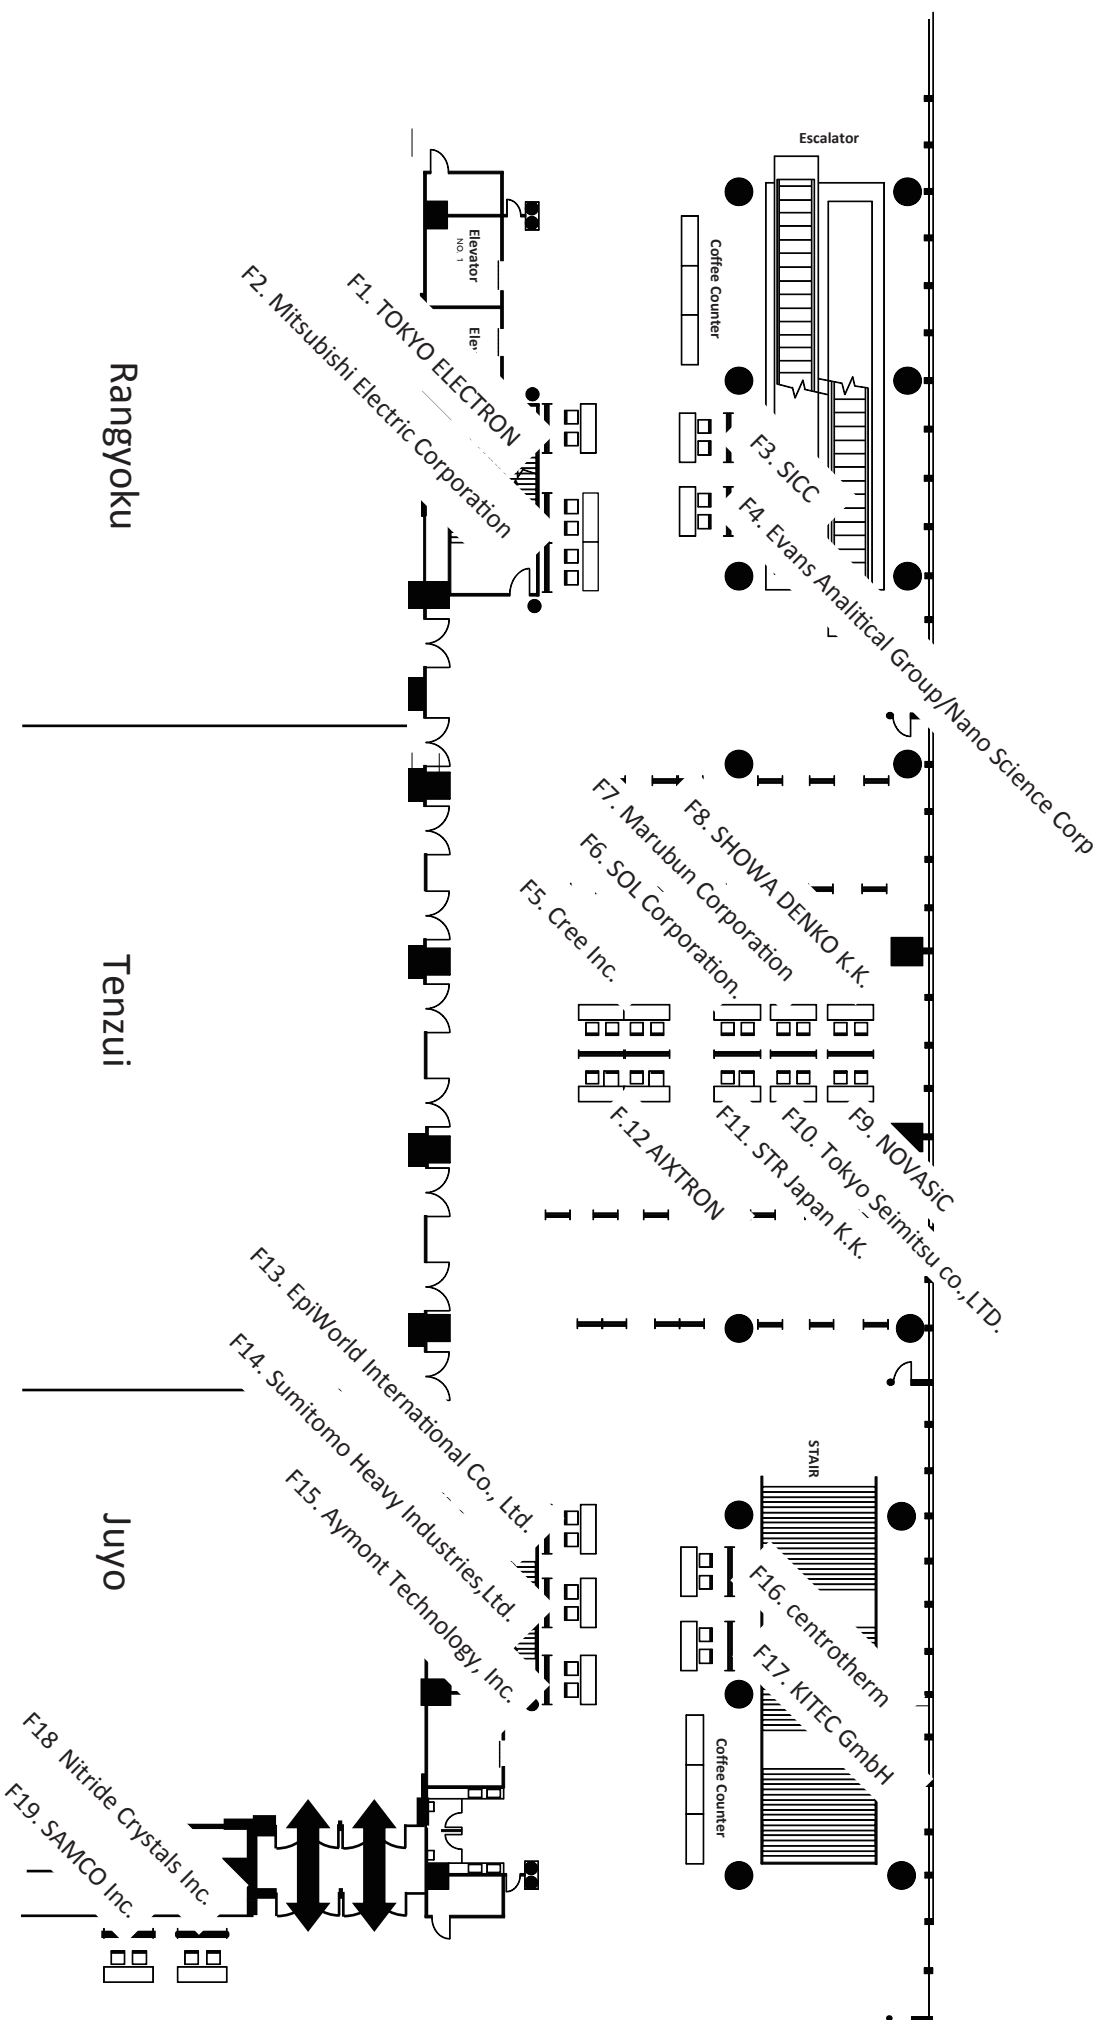 Escalator
Coffee Counter
Elevator
NO. 1
F1. TOKYO ELECTRON
F2. Mitsubishi Electric Corporation
Rangyoku
F3. SICC
F4. Evans Analitical Group/Nano Science Corp
F8. SHOWA DENKO K.K.
F7. Marubun Corporation
F6. SOL Corporation.
F5. Cree Inc.
Tenzui
F9. NOVASiC
F10. Tokyo Seimitsu co.,LTD.
F11. STR Japan K.K.
F.12 AIXTRON
F13. EpiWorld International Co., Ltd.
F14. Sumitomo Heavy Industries,Ltd.
F15. Aymont Technology, Inc.
STAIR
Juyo
F16. centrotherm
F17. KITEC GmbH
Coffee Counter
F18 Nitride Crystals Inc.
F19. SAMCO Inc.